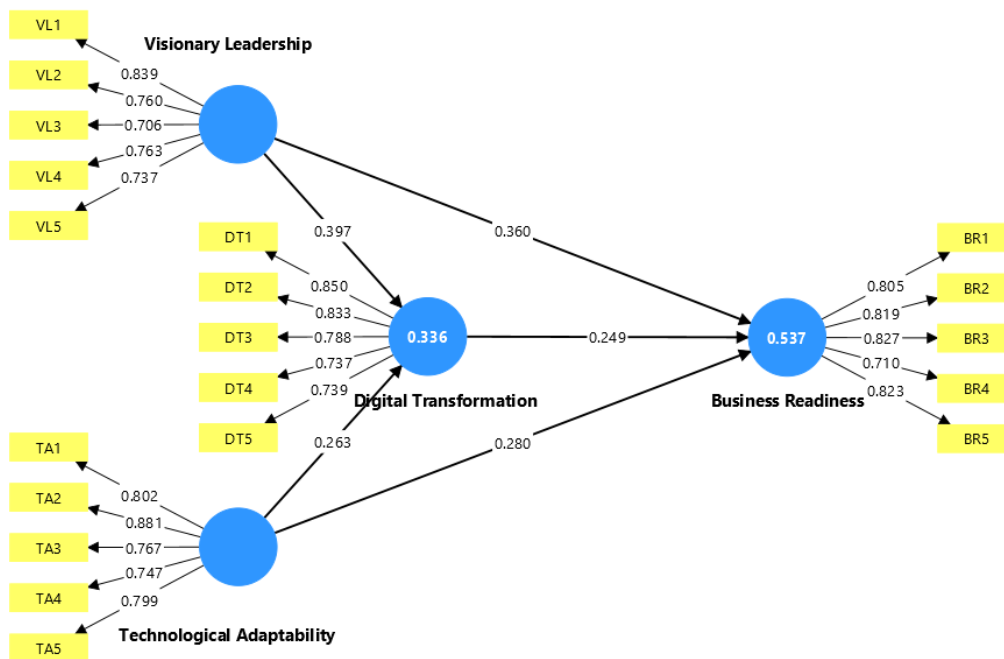 VL1
Visionary Leadership
0.839
VL2
0.760
VL3
0.706
VL4
0.763
0.737
VL5
0.397
0.360
DT1
0.850
DT2
0.833
DT3
0.788
0.336
DT4
0.737
0.739
DT5
Digital Transformation
0.249
0.537
Business Readiness
BR1
0.805
BR2
0.819
BR3
0.827
0.710
BR4
0.823
BR5
0.263
0.280
TA1
0.802
TA2
0.881
TA3
0.767
0.747
TA4
0.799
TA5
Technological Adaptability